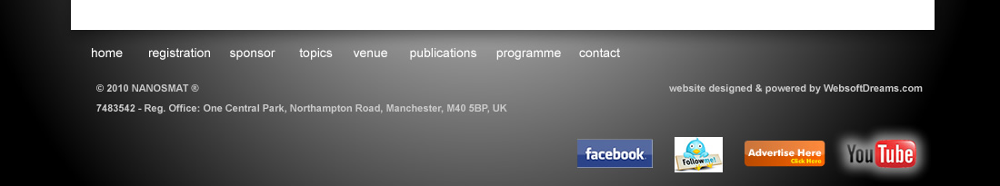 home registration sponsor topics venue publications programme contact
© 2010 NANOSMAT ® website designed & powered by WebsoftDreams.com
7483542 - Reg. Office: One Central Park, Northampton Road, Manchester, M40 5BP, UK
facebook. Follow me! Advertise Here YouTube
Click Here